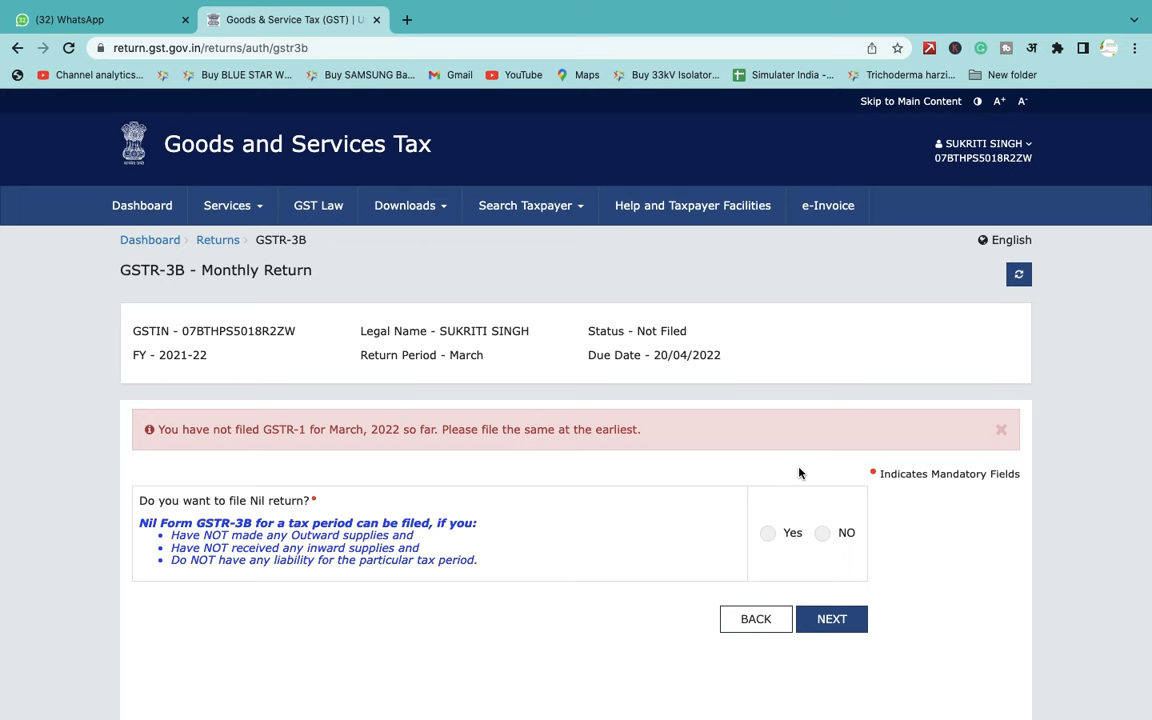 32 (32) WhatsApp
Goods & Service Tax (GST) | U
return.gst.gov.in/returns/auth/gstr3b
Channel analytics...
Buy BLUE STAR W...
Buy SAMSUNG Ba...
Gmail
YouTube
Maps
Buy 33kV Isolator...
Simulater India -...
Trichoderma harzi...
New folder
Skip to Main Content A+ A-
Goods and Services Tax
SUKRITI SINGH
07BTHPS5018R2ZW
Dashboard Services GST Law Downloads Search Taxpayer Help and Taxpayer Facilities e-Invoice
Dashboard Returns GSTR-3B
English
GSTR-3B - Monthly Return
GSTIN - 07BTHPS5018R2ZW Legal Name - SUKRITI SINGH Status - Not Filed
FY - 2021-22 Return Period - March Due Date - 20/04/2022
You have not filed GSTR-1 for March, 2022 so far. Please file the same at the earliest.
• Indicates Mandatory Fields
Do you want to file Nil return?•
Nil Form GSTR-3B for a tax period can be filed, if you:
• Have NOT made any Outward supplies and
• Have NOT received any inward supplies and
• Do NOT have any liability for the particular tax period.
Yes NO
BACK NEXT